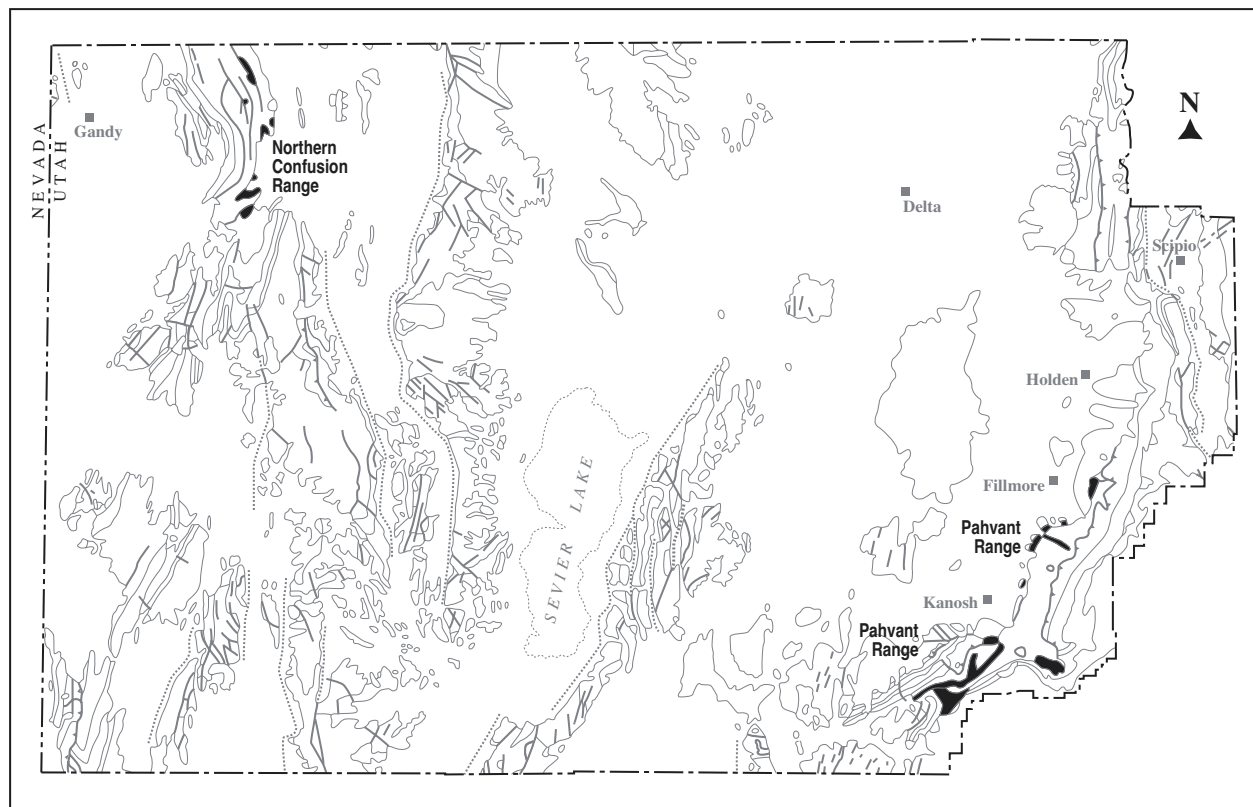 N
Gandy
NEVADA
UTAH
Northern
Confusion
Range
Delta
Scipio
Holden
SEVIER LAKE
Fillmore
Pahvant
Range
Kanosh
Pahvant
Range